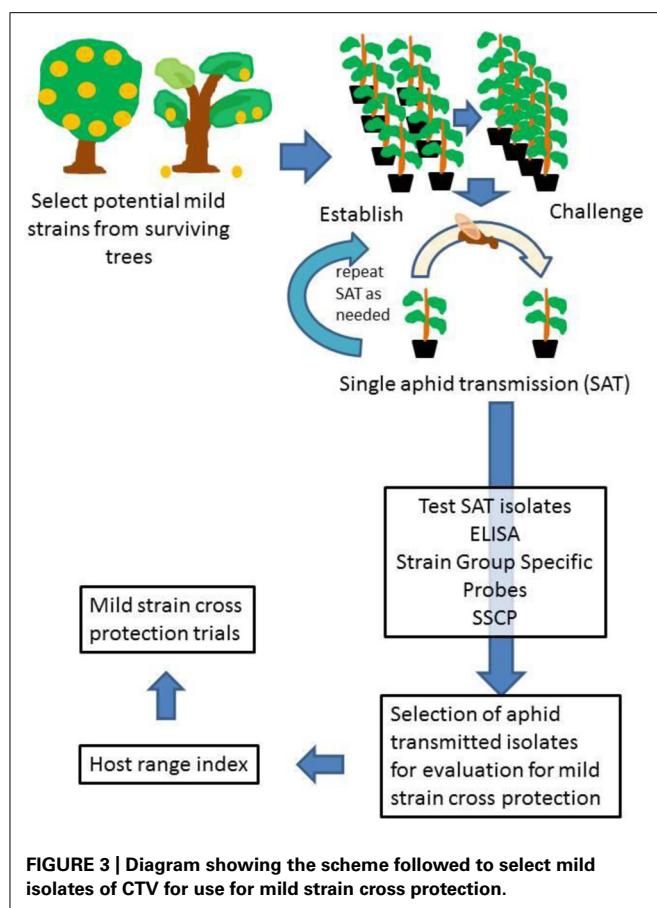 Select potential mild
strains from surviving
trees
Establish
Challenge
repeat
SAT as
needed
Single aphid transmission (SAT)
Test SAT isolates
ELISA
Strain Group Specific
Probes
SSCP
Selection of aphid
transmitted isolates
for evaluation for mild
strain cross protection
Host range index
Mild strain cross
protection trials
FIGURE 3 | Diagram showing the scheme followed to select mild
isolates of CTV for use for mild strain cross protection.